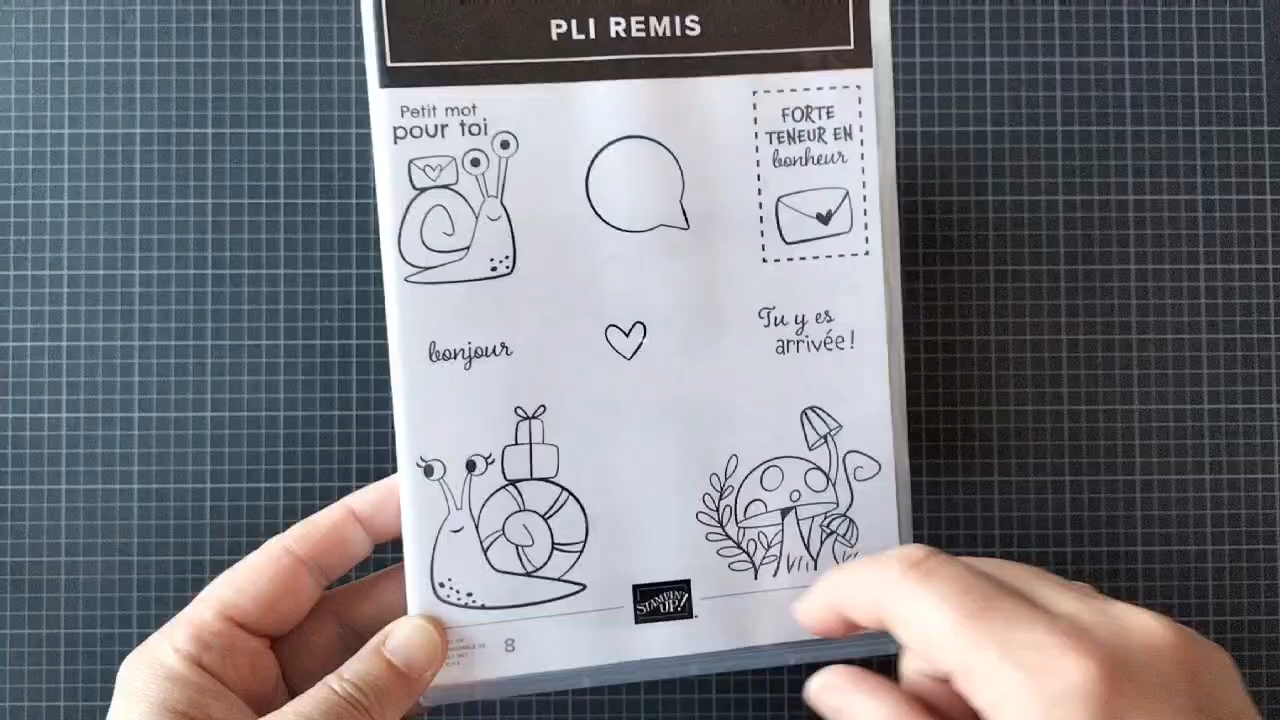 PLI REMIS
Petit mot
pour toi
FORTE
TENEUR EN
bonheur
bonjour
Tu y es
arrivée!
STAMPIN'
UP!
8